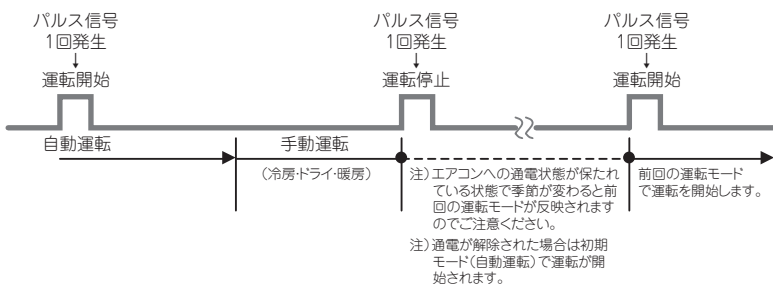 パルス信号
1回発生
↓
運転開始
パルス信号
1回発生
↓
運転停止
パルス信号
1回発生
↓
運転開始
自動運転
手動運転
(冷房・ドライ・暖房)
注)エアコンへの通電状態が保たれ
ている状態で季節が変わると前
回の運転モードが反映されます
のでご注意ください。
注)通電が解除された場合は初期
モード(自動運転)で運転が開
始されます。
前回の運転モード
で運転を開始します。